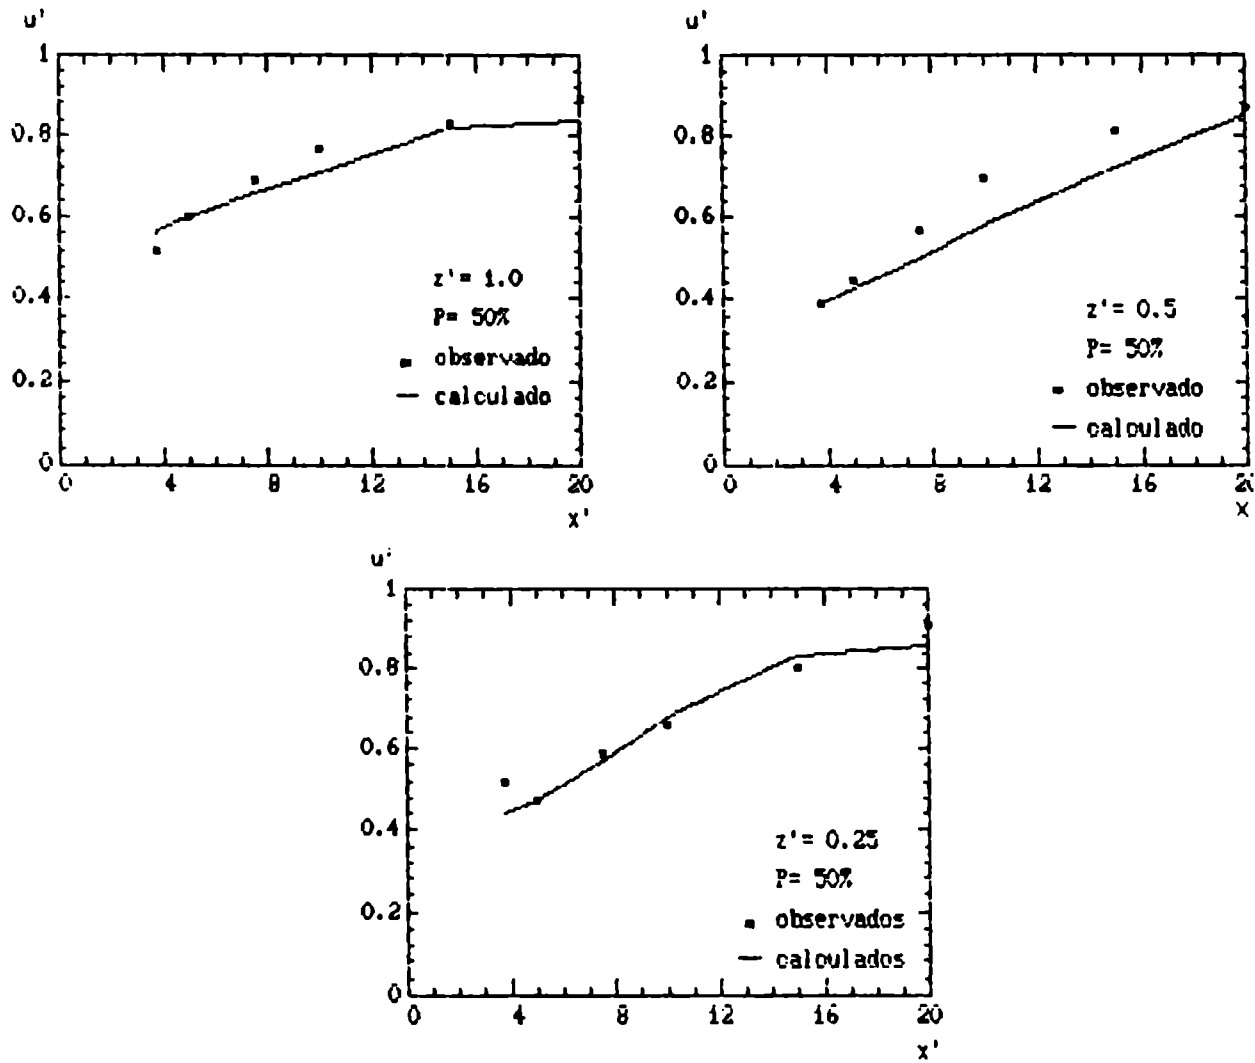 u'
1
0.8
0.6
0.4
0.2
0
0 4 8 12 16 20
x'
z'= 1.0
P= 50%
observado
calculado
u'
1
0.8
0.6
0.4
0.2
0
0 4 8 12 16
x
z'= 0.5
P= 50%
observado
calculado
u'
1
0.8
0.6
0.4
0.2
0
0 4 8 12 16 20
x'
z'= 0.25
P= 50%
observados
calculados